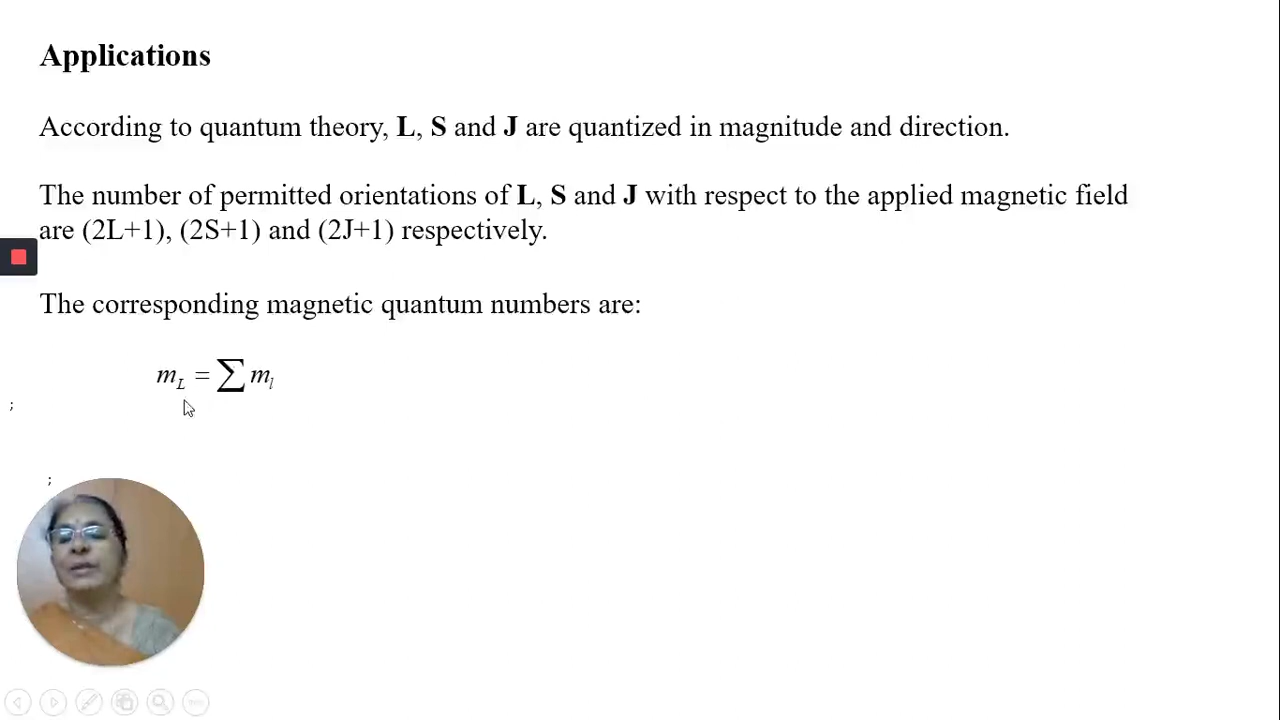 Applications
According to quantum theory, L, S and J are quantized in magnitude and direction.
The number of permitted orientations of L, S and J with respect to the applied magnetic field
are (2L+1), (2S+1) and (2J+1) respectively.
The corresponding magnetic quantum numbers are:
m_L = ∑ m_l
;
;